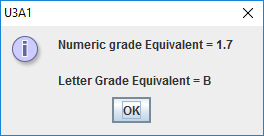 U3A1
Numeric grade Equivalent = 1.7
Letter Grade Equivalent = B
OK